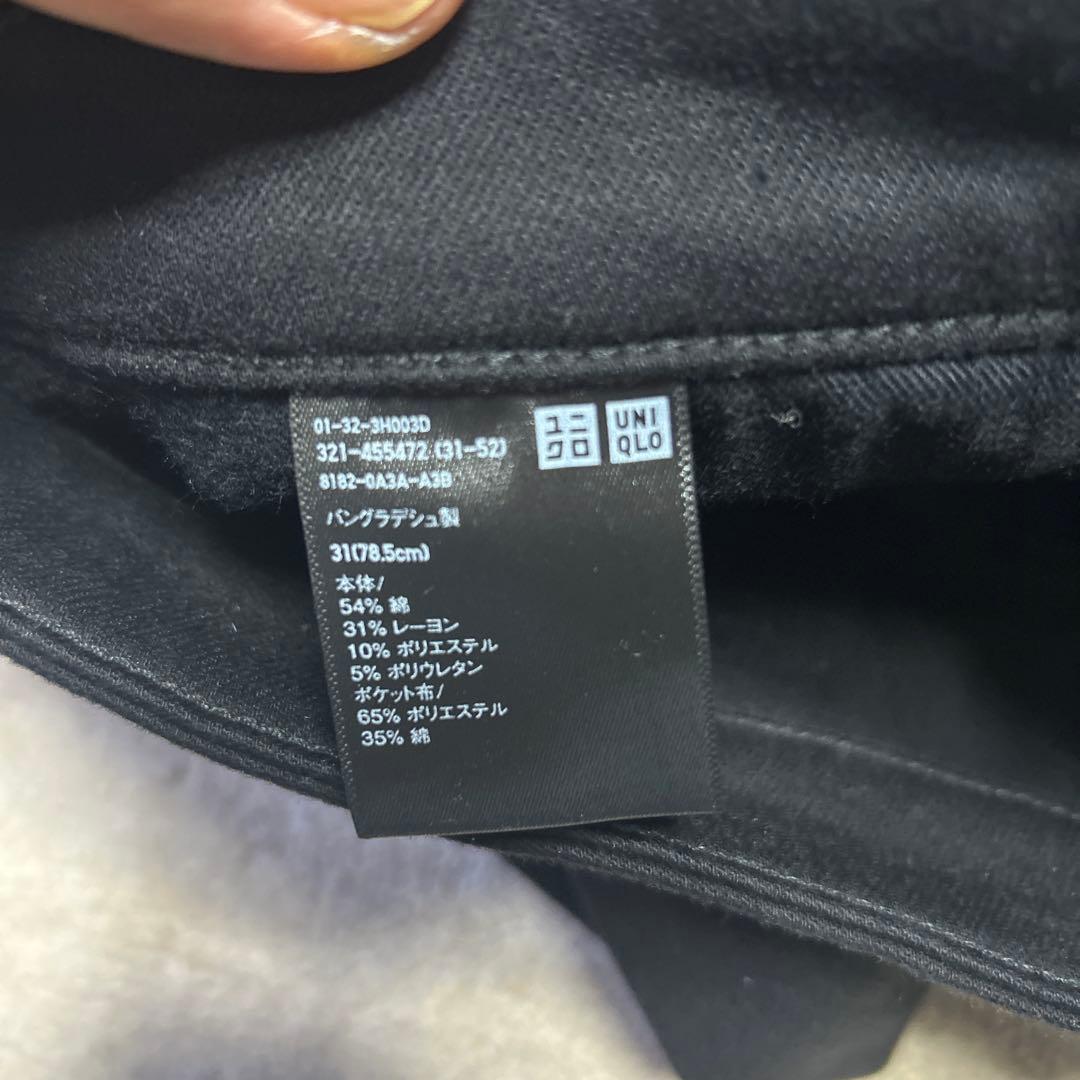 01-32-3H003D
321-455472 (31-52)
8182-0A3A-A3B
バングラデシュ製
31(78.5cm)
本体/
54% 綿
31% レーヨン
10% ポリエステル
5% ポリウレタン
ポケット布/
65% ポリエステル
35% 綿
ユニ
クロ
UNI
QLO